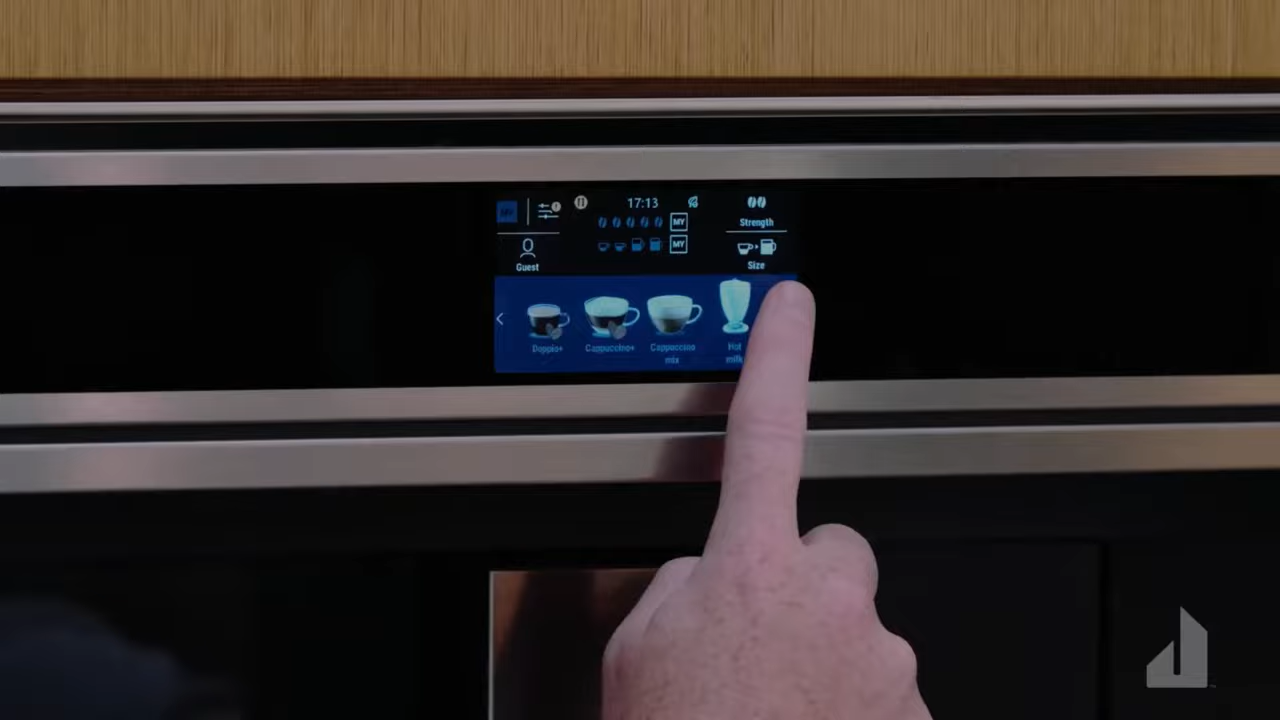 MY
17:13
MY
Strength
MY
Size
Guest
Doppio+
Cappuccino+
Cappuccino
mix
Hot
milk